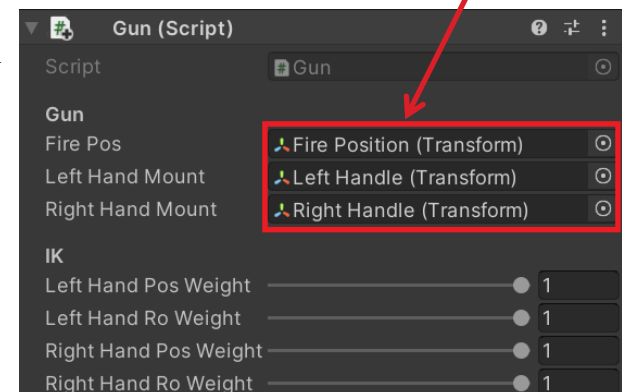 Gun (Script)
Script
Gun
Gun
Fire Pos
Fire Position (Transform)
Left Hand Mount
Left Handle (Transform)
Right Hand Mount
Right Handle (Transform)
IK
Left Hand Pos Weight
1
Left Hand Ro Weight
1
Right Hand Pos Weight
1
Right Hand Ro Weight
1